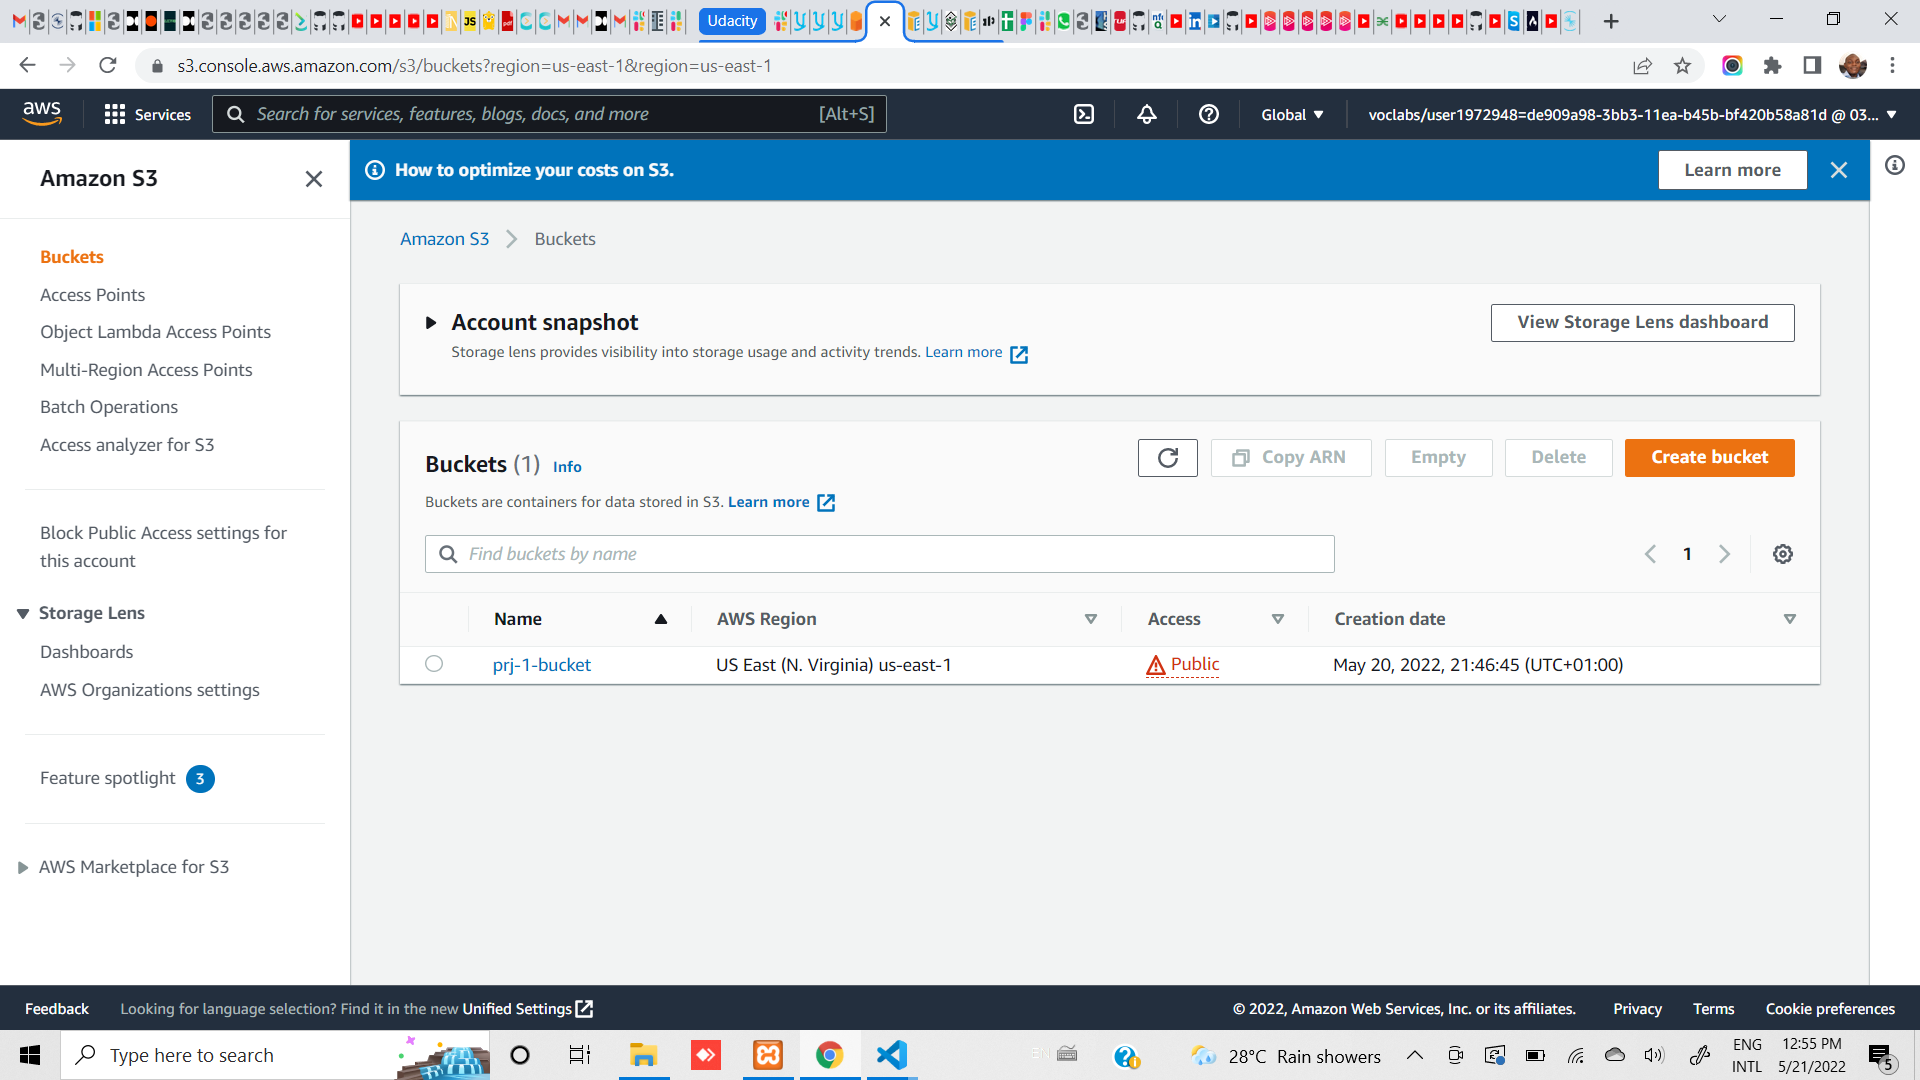 Udacity
s3.console.aws.amazon.com/s3/buckets?region=us-east-1&region=us-east-1
aws
Services
Search for services, features, blogs, docs, and more
[Alt+S]
Global
voclabs/user1972948=de909a98-3bb3-11ea-b45b-bf420b58a81d @ 03...
Amazon S3
How to optimize your costs on S3.
Learn more
Buckets
Access Points
Object Lambda Access Points
Multi-Region Access Points
Batch Operations
Access analyzer for S3
Block Public Access settings for
this account
Storage Lens
Dashboards
AWS Organizations settings
Feature spotlight 3
AWS Marketplace for S3
Amazon S3
Buckets
Account snapshot
Storage lens provides visibility into storage usage and activity trends. Learn more
View Storage Lens dashboard
Buckets (1) Info
Copy ARN
Empty
Delete
Create bucket
Buckets are containers for data stored in S3. Learn more
Find buckets by name
1
Name
AWS Region
Access
Creation date
prj-1-bucket
US East (N. Virginia) us-east-1
Public
May 20, 2022, 21:46:45 (UTC+01:00)
Feedback
Looking for language selection? Find it in the new Unified Settings
© 2022, Amazon Web Services, Inc. or its affiliates.
Privacy
Terms
Cookie preferences
Type here to search
28°C Rain showers
ENG
INTL
12:55 PM
5/21/2022
5